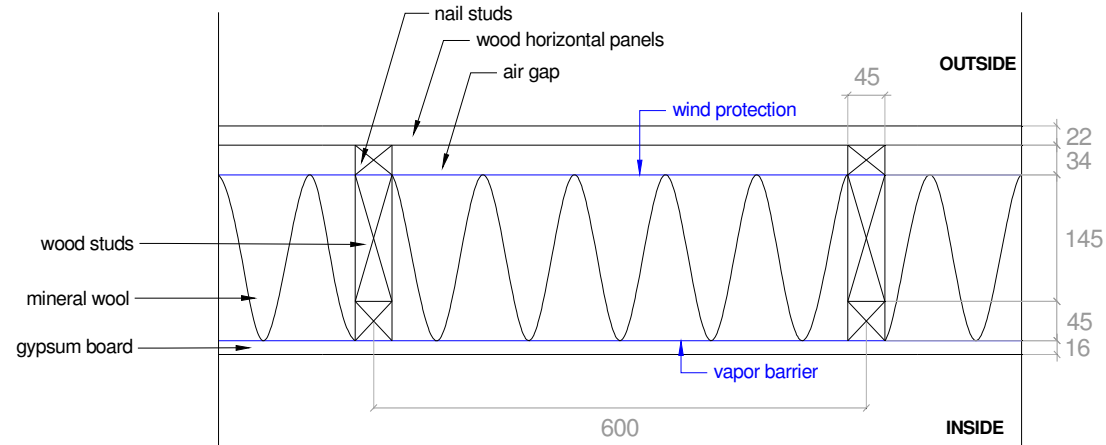 nail studs
wood horizontal panels
air gap
OUTSIDE
45
wind protection
22
34
wood studs
145
mineral wool
45
gypsum board
16
vapor barrier
600
INSIDE